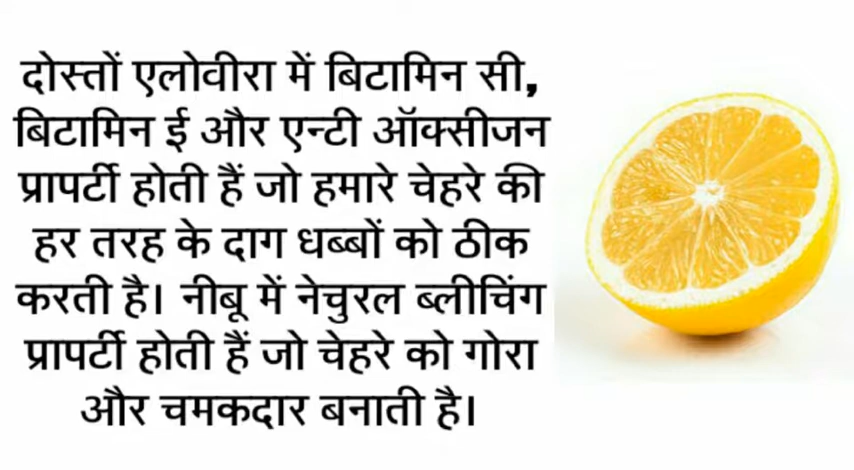 दोस्तों एलोवीरा में बिटामिन सी,
बिटामिन ई और एन्टी ऑक्सीजन
प्रापर्टी होती हैं जो हमारे चेहरे की
हर तरह के दाग धब्बों को ठीक
करती है। नीबू में नेचुरल ब्लीचिंग
प्रापर्टी होती हैं जो चेहरे को गोरा
और चमकदार बनाती है।